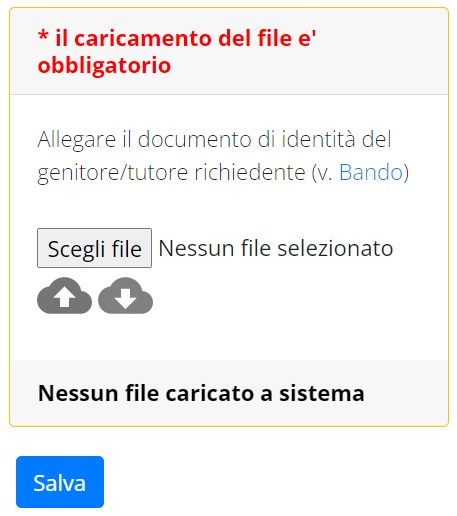 * il caricamento del file e'
obbligatorio
Allegare il documento di identità del
genitore/tutore richiedente (v. Bando)
Scegli file Nessun file selezionato
Nessun file caricato a sistema
Salva